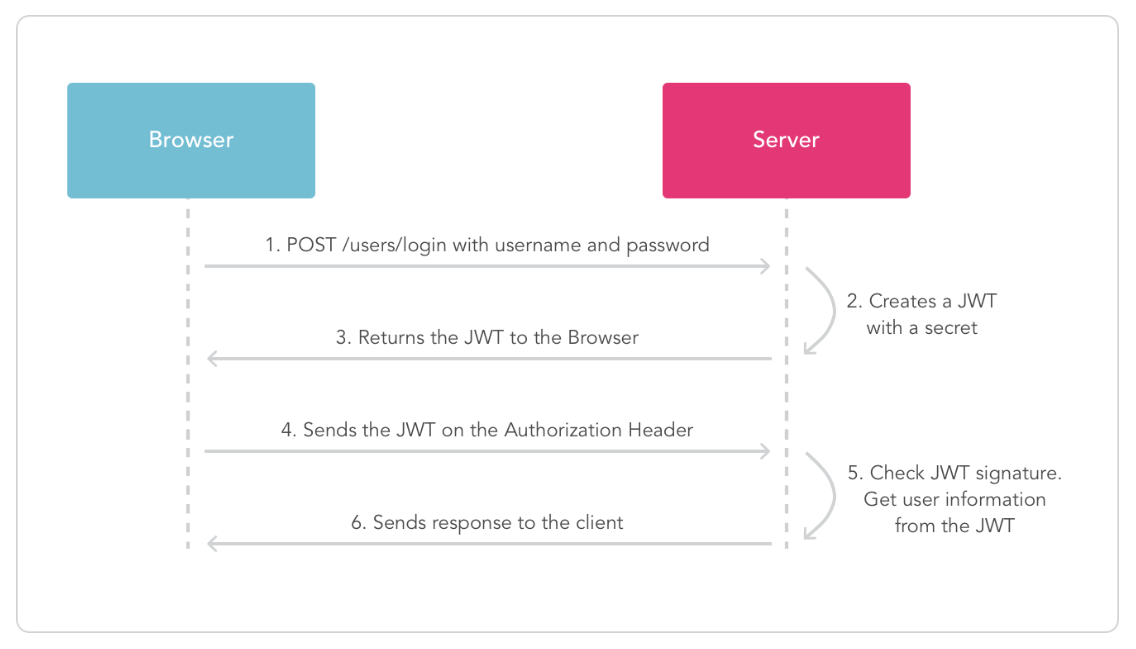 Browser
Server
1. POST /users/login with username and password
2. Creates a JWT
with a secret
3. Returns the JWT to the Browser
4. Sends the JWT on the Authorization Header
5. Check JWT signature.
Get user information
from the JWT
6. Sends response to the client